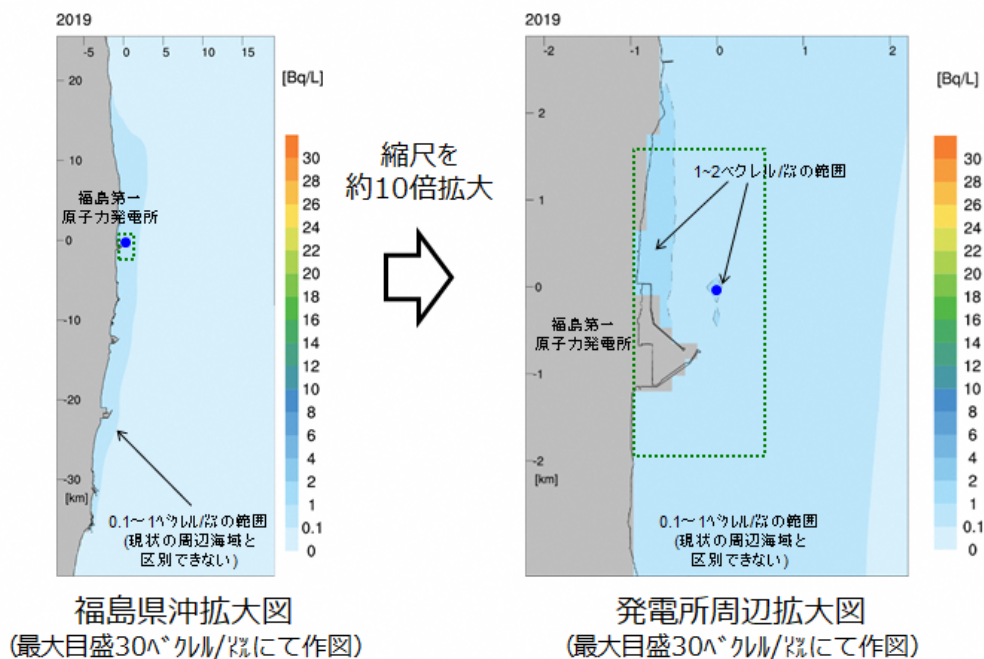 2019
-5 0 5 10 15
20
10
0
-10
-20
-30
[km]
福島第一
原子力発電所
0.1～1ﾍﾞｸﾚﾙ/㍑の範囲
(現状の周辺海域と
区別できない)
[Bq/L]
30
28
26
24
22
20
18
16
14
12
10
8
6
4
2
1
0.1
0
福島県沖拡大図
(最大目盛30ﾍﾞｸﾚﾙ/㍑にて作図)
縮尺を
約10倍拡大
2019
-2 -1 0 1 2
2
1
0
-1
-2
[km]
1~2ベクレル/㍑の範囲
福島第一
原子力発電所
0.1～1ﾍﾞｸﾚﾙ/㍑の範囲
(現状の周辺海域と
区別できない)
[Bq/L]
30
28
26
24
22
20
18
16
14
12
10
8
6
4
2
1
0.1
0
発電所周辺拡大図
(最大目盛30ﾍﾞｸﾚﾙ/㍑にて作図)